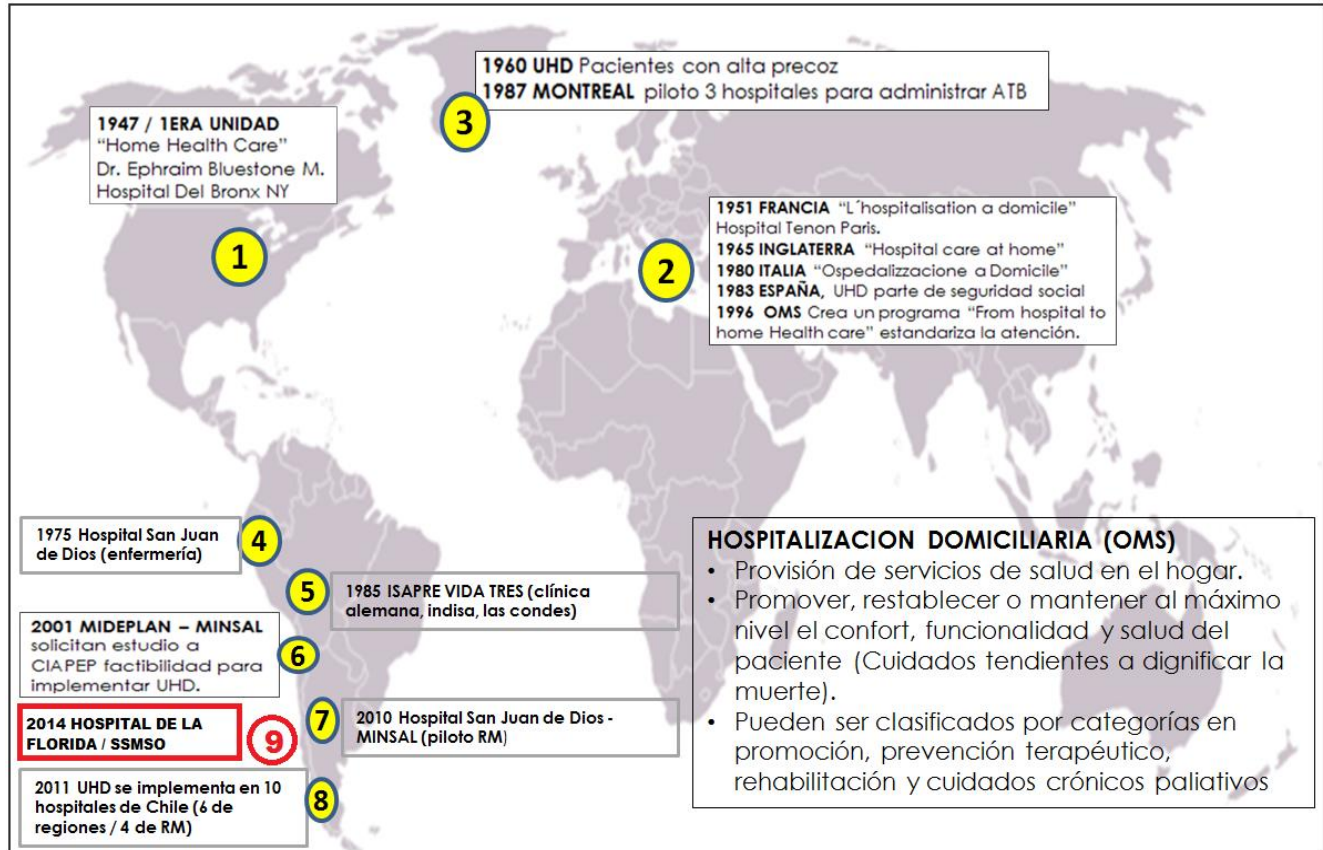 1947 / 1ERA UNIDAD
“Home Health Care”
Dr. Ephraim Bluestone M.
Hospital Del Bronx NY
1
1960 UHD Pacientes con alta precoz
1987 MONTREAL piloto 3 hospitales para administrar ATB
3
1951 FRANCIA “L´hospitalisation a domicile”
Hospital Tenon Paris.
1965 INGLATERRA “Hospital care at home”
1980 ITALIA “Ospedalizzacione a Domicile”
1983 ESPAÑA, UHD parte de seguridad social
1996 OMS Crea un programa “From hospital to
home Health care” estandariza la atención.
2
1975 Hospital San Juan
de Dios (enfermería)
4
5
1985 ISAPRE VIDA TRES (clínica
alemana, indisa, las condes)
2001 MIDEPLAN – MINSAL
solicitan estudio a
CIAPEP factibilidad para
implementar UHD.
6
2014 HOSPITAL DE LA
FLORIDA / SSMSO
9
7
2010 Hospital San Juan de Dios -
MINSAL (piloto RM)
2011 UHD se implementa en 10
hospitales de Chile (6 de
regiones / 4 de RM)
8
HOSPITALIZACION DOMICILIARIA (OMS)
• Provisión de servicios de salud en el hogar.
• Promover, restablecer o mantener al máximo
nivel el confort, funcionalidad y salud del
paciente (Cuidados tendientes a dignificar la
muerte).
• Pueden ser clasificados por categorías en
promoción, prevención terapéutico,
rehabilitación y cuidados crónicos paliativos